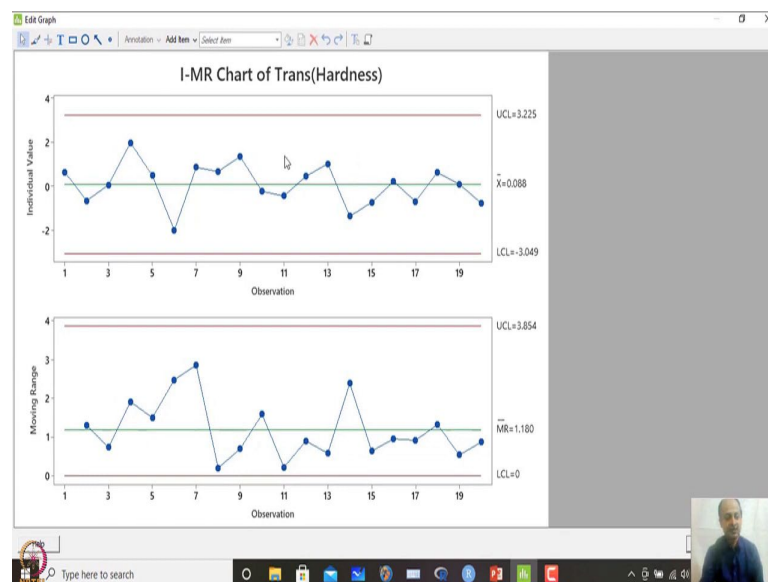 Edit Graph
T Annotation Add Item Select Item
I-MR Chart of Trans(Hardness)
Individual Value
4
2
0
-2
UCL=3.225
X=0.088
LCL=-3.049
1 3 5 7 9 11 13 15 17 19
Observation
Moving Range
4
3
2
1
0
UCL=3.854
MR=1.180
LCL=0
1 3 5 7 9 11 13 15 17 19
Observation
Help
Type here to search